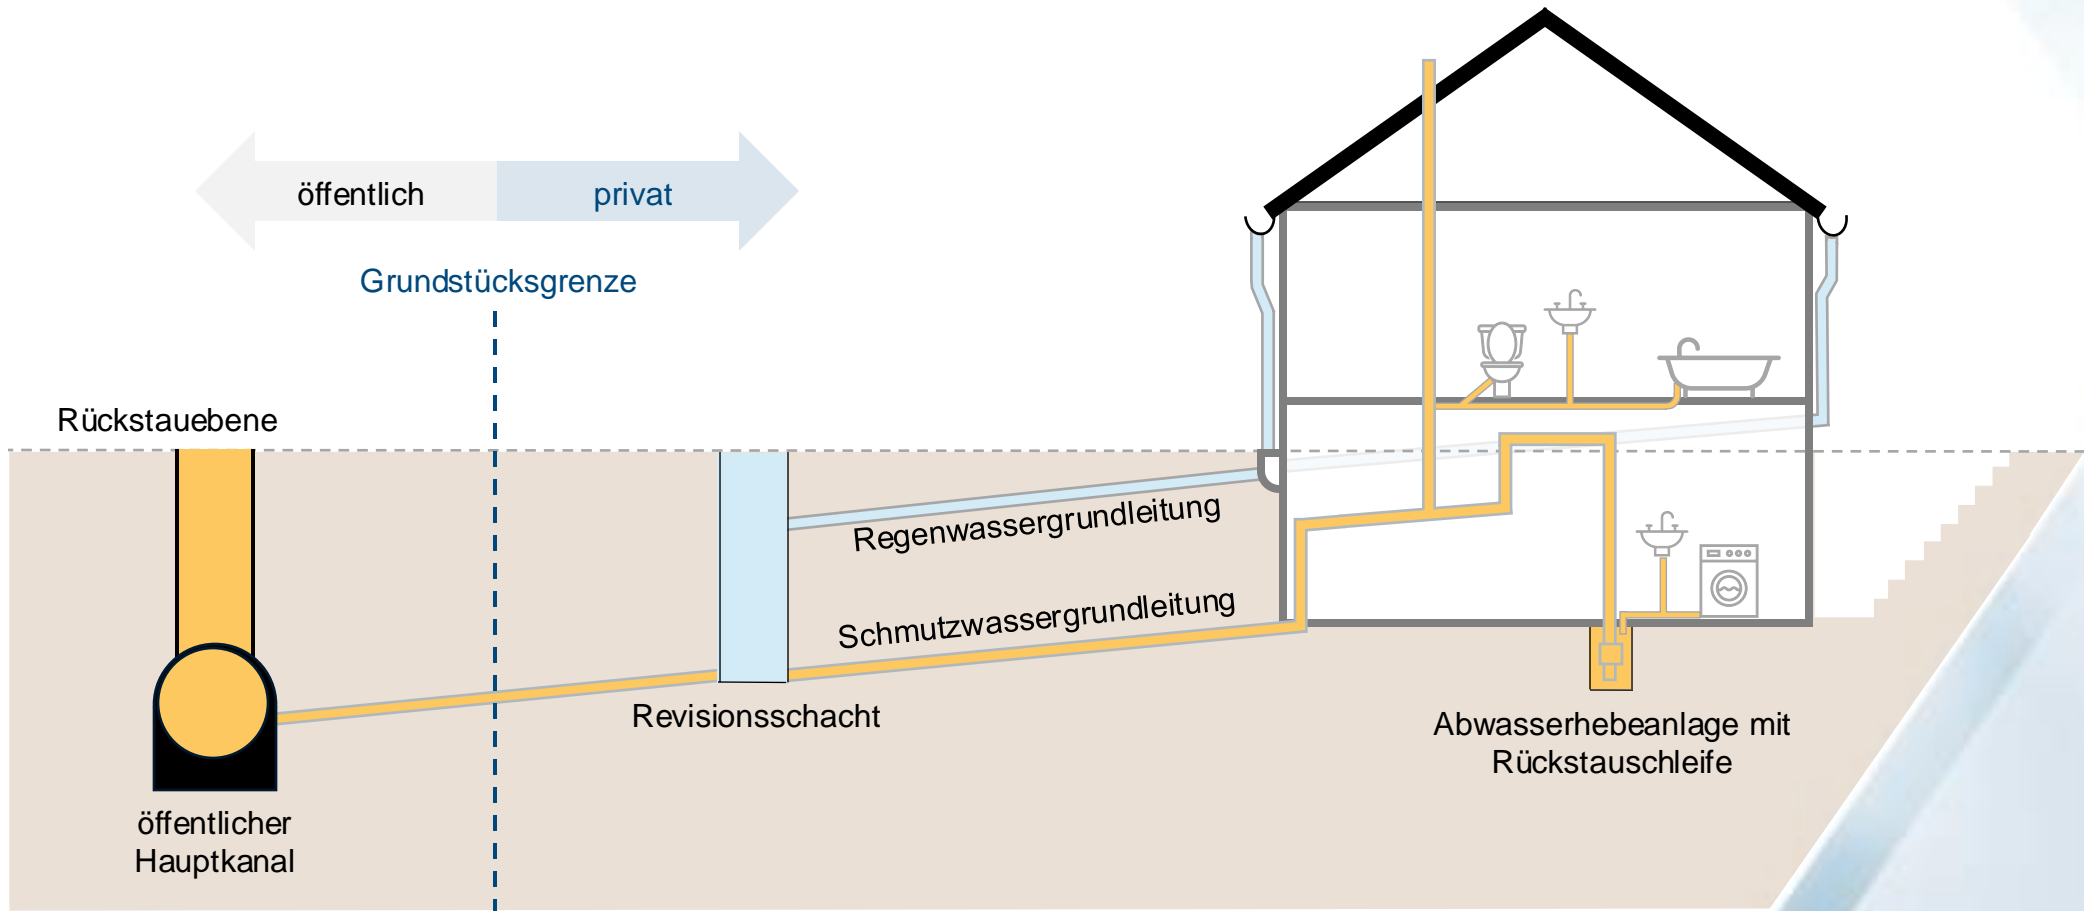 öffentlich
privat
Grundstücksgrenze
Rückstauebene
Regenwassergrundleitung
Schmutzwassergrundleitung
Revisionsschacht
Abwasserhebeanlage mit
Rückstauschleife
öffentlicher
Hauptkanal